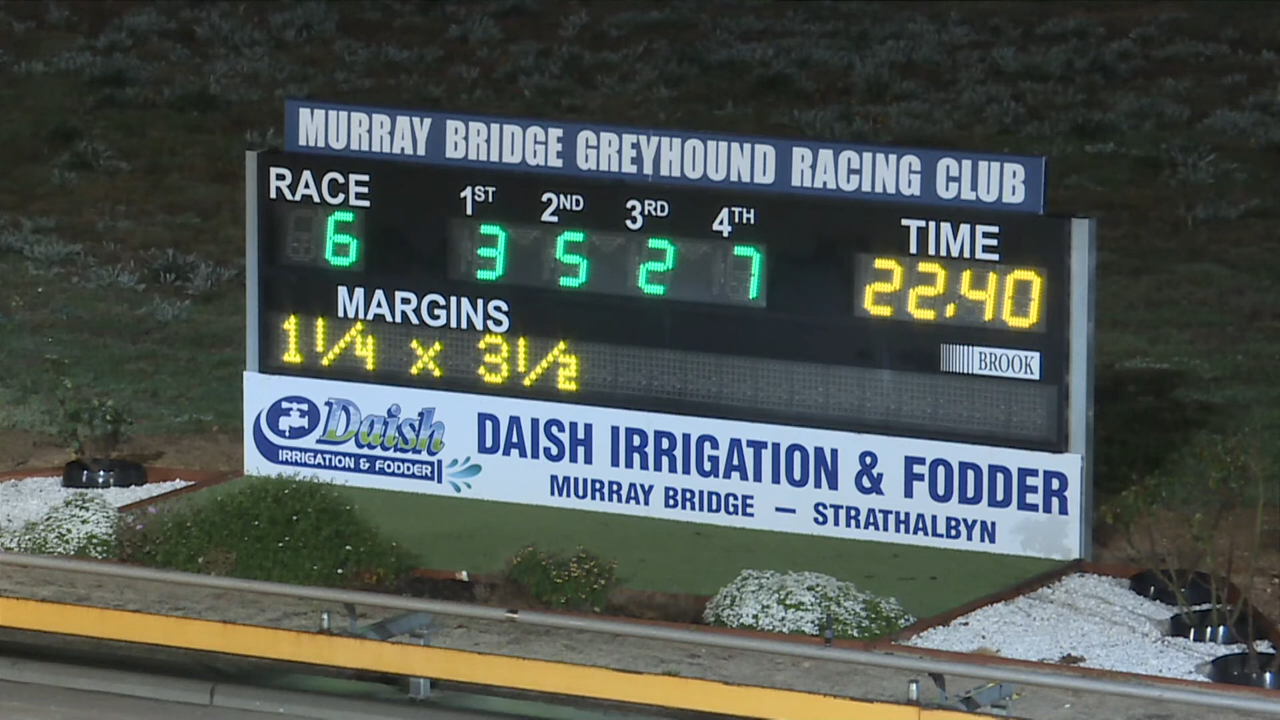 MURRAY BRIDGE GREYHOUND RACING CLUB
RACE 1ST 2ND 3RD 4TH TIME
6 3 5 2 7 22.40
MARGINS
1 1/4 x 3 1/2
BROOK
Daish
IRRIGATION & FODDER
DAISH IRRIGATION & FODDER
MURRAY BRIDGE – STRATHALBYN